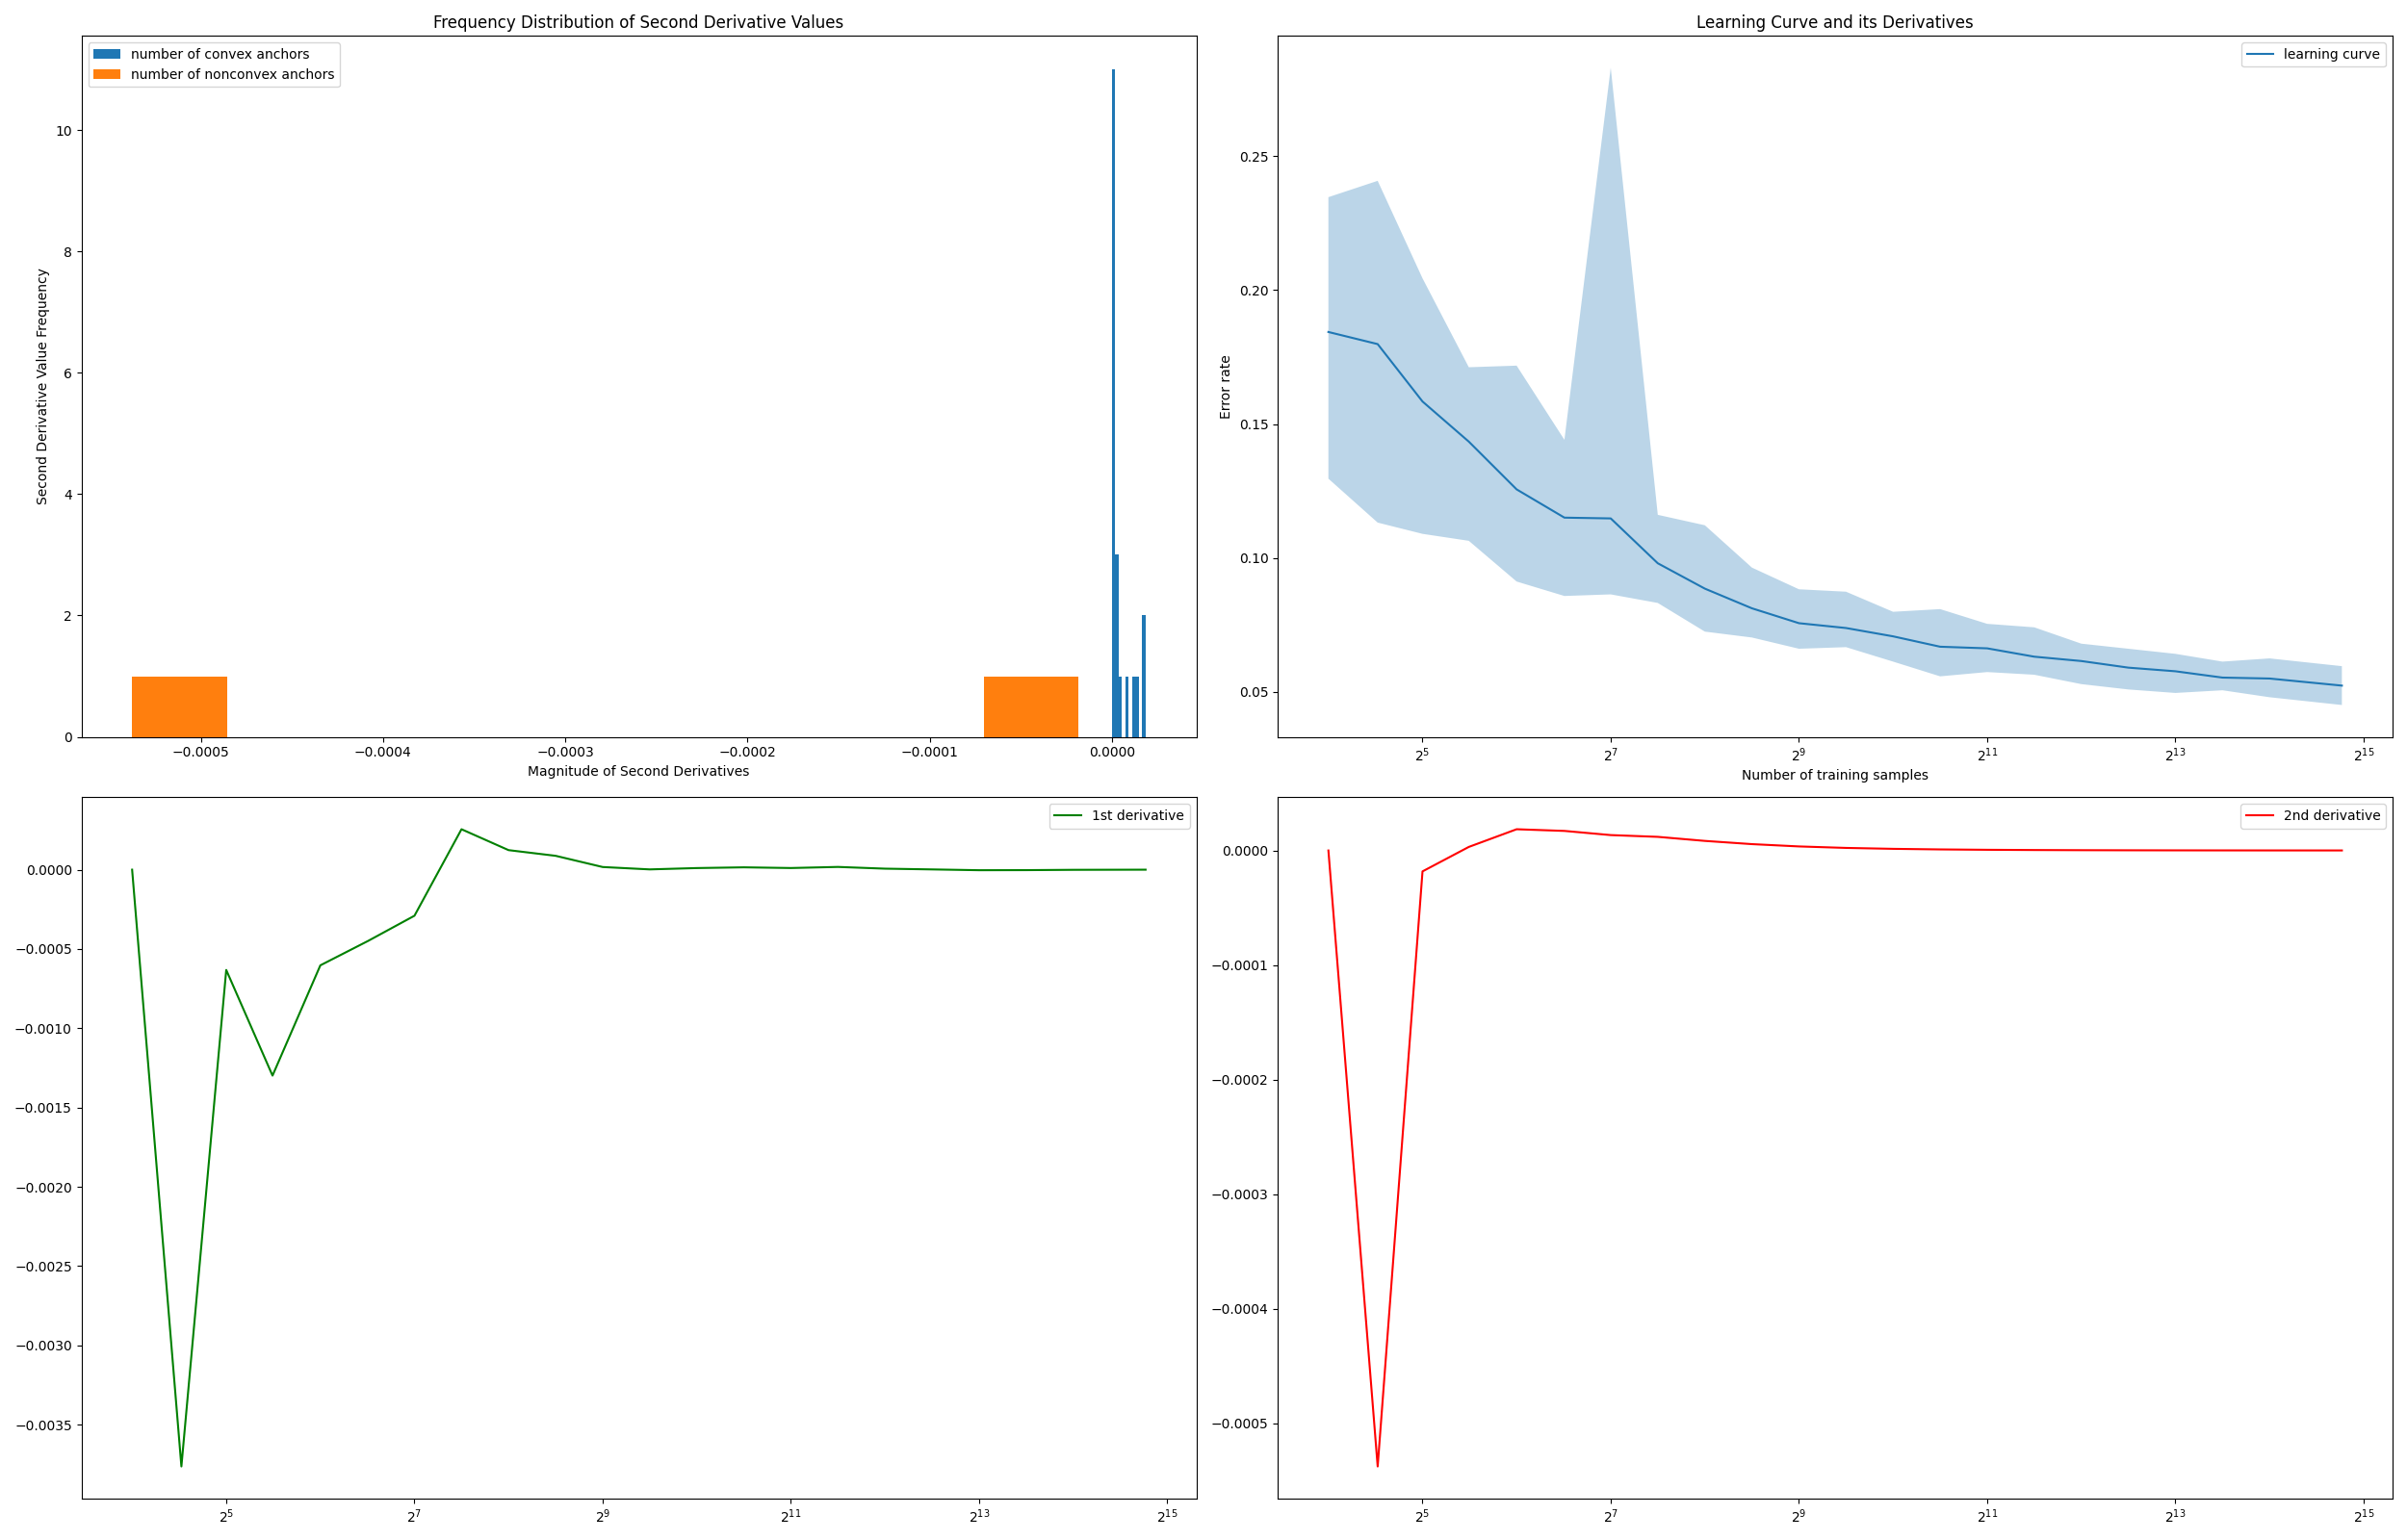 Frequency Distribution of Second Derivative Values
number of convex anchors
number of nonconvex anchors
10
8
6
4
2
0
Second Derivative Value Frequency
−0.0005 −0.0004 −0.0003 −0.0002 −0.0001 0.0000
Magnitude of Second Derivatives
Learning Curve and its Derivatives
learning curve
0.25
0.20
0.15
0.10
0.05
Error rate
2^5 2^7 2^9 2^11 2^13 2^15
Number of training samples
1st derivative
0.0000
−0.0005
−0.0010
−0.0015
−0.0020
−0.0025
−0.0030
−0.0035
2^5 2^7 2^9 2^11 2^13 2^15
2nd derivative
0.0000
−0.0001
−0.0002
−0.0003
−0.0004
−0.0005
2^5 2^7 2^9 2^11 2^13 2^15